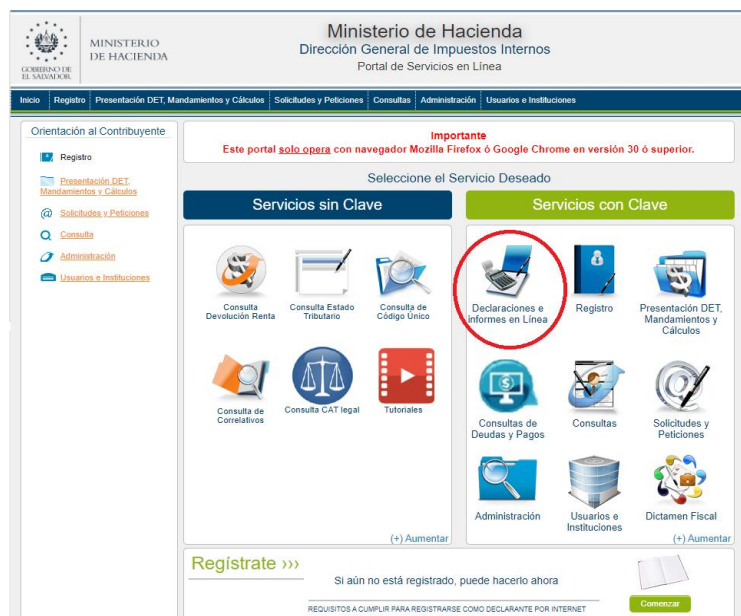 GOBIERNO DE
EL SALVADOR
MINISTERIO
DE HACIENDA
Ministerio de Hacienda
Dirección General de Impuestos Internos
Portal de Servicios en Línea
Inicio Registro Presentación DET, Mandamientos y Cálculos Solicitudes y Peticiones Consultas Administración Usuarios e Instituciones
Orientación al Contribuyente
Registro
Presentación DET,
Mandamientos y Cálculos
Solicitudes y Peticiones
Consulta
Administración
Usuarios e Instituciones
Importante
Este portal solo opera con navegador Mozilla Firefox ó Google Chrome en versión 30 ó superior.
Seleccione el Servicio Deseado
Servicios sin Clave
Consulta
Devolución Renta
Consulta Estado
Tributario
Consulta de
Código Único
Consulta de
Correlativos
Consulta CAT legal
Tutoriales
(+) Aumentar
Servicios con Clave
Declaraciones e
informes en Línea
Registro
Presentación DET,
Mandamientos y
Cálculos
Consultas de
Deudas y Pagos
Consultas
Solicitudes y
Peticiones
Administración
Usuarios e
Instituciones
Dictamen Fiscal
(+) Aumentar
Regístrate ›››
Si aún no está registrado, puede hacerlo ahora
REQUISITOS A CUMPLIR PARA REGISTRARSE COMO DECLARANTE POR INTERNET
Comenzar